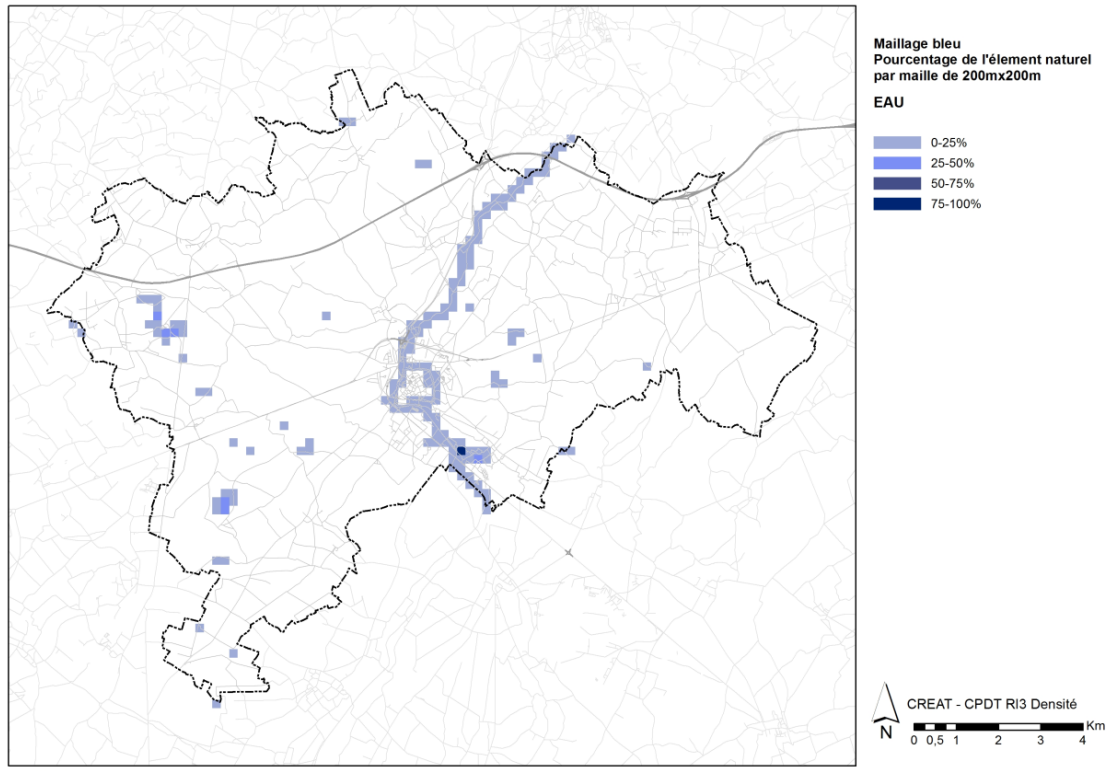 Maillage bleu
Pourcentage de l'élement naturel
par maille de 200mx200m
EAU
0-25%
25-50%
50-75%
75-100%
CREAT - CPDT RI3 Densité
N
Km
0 0,5 1 2 3 4